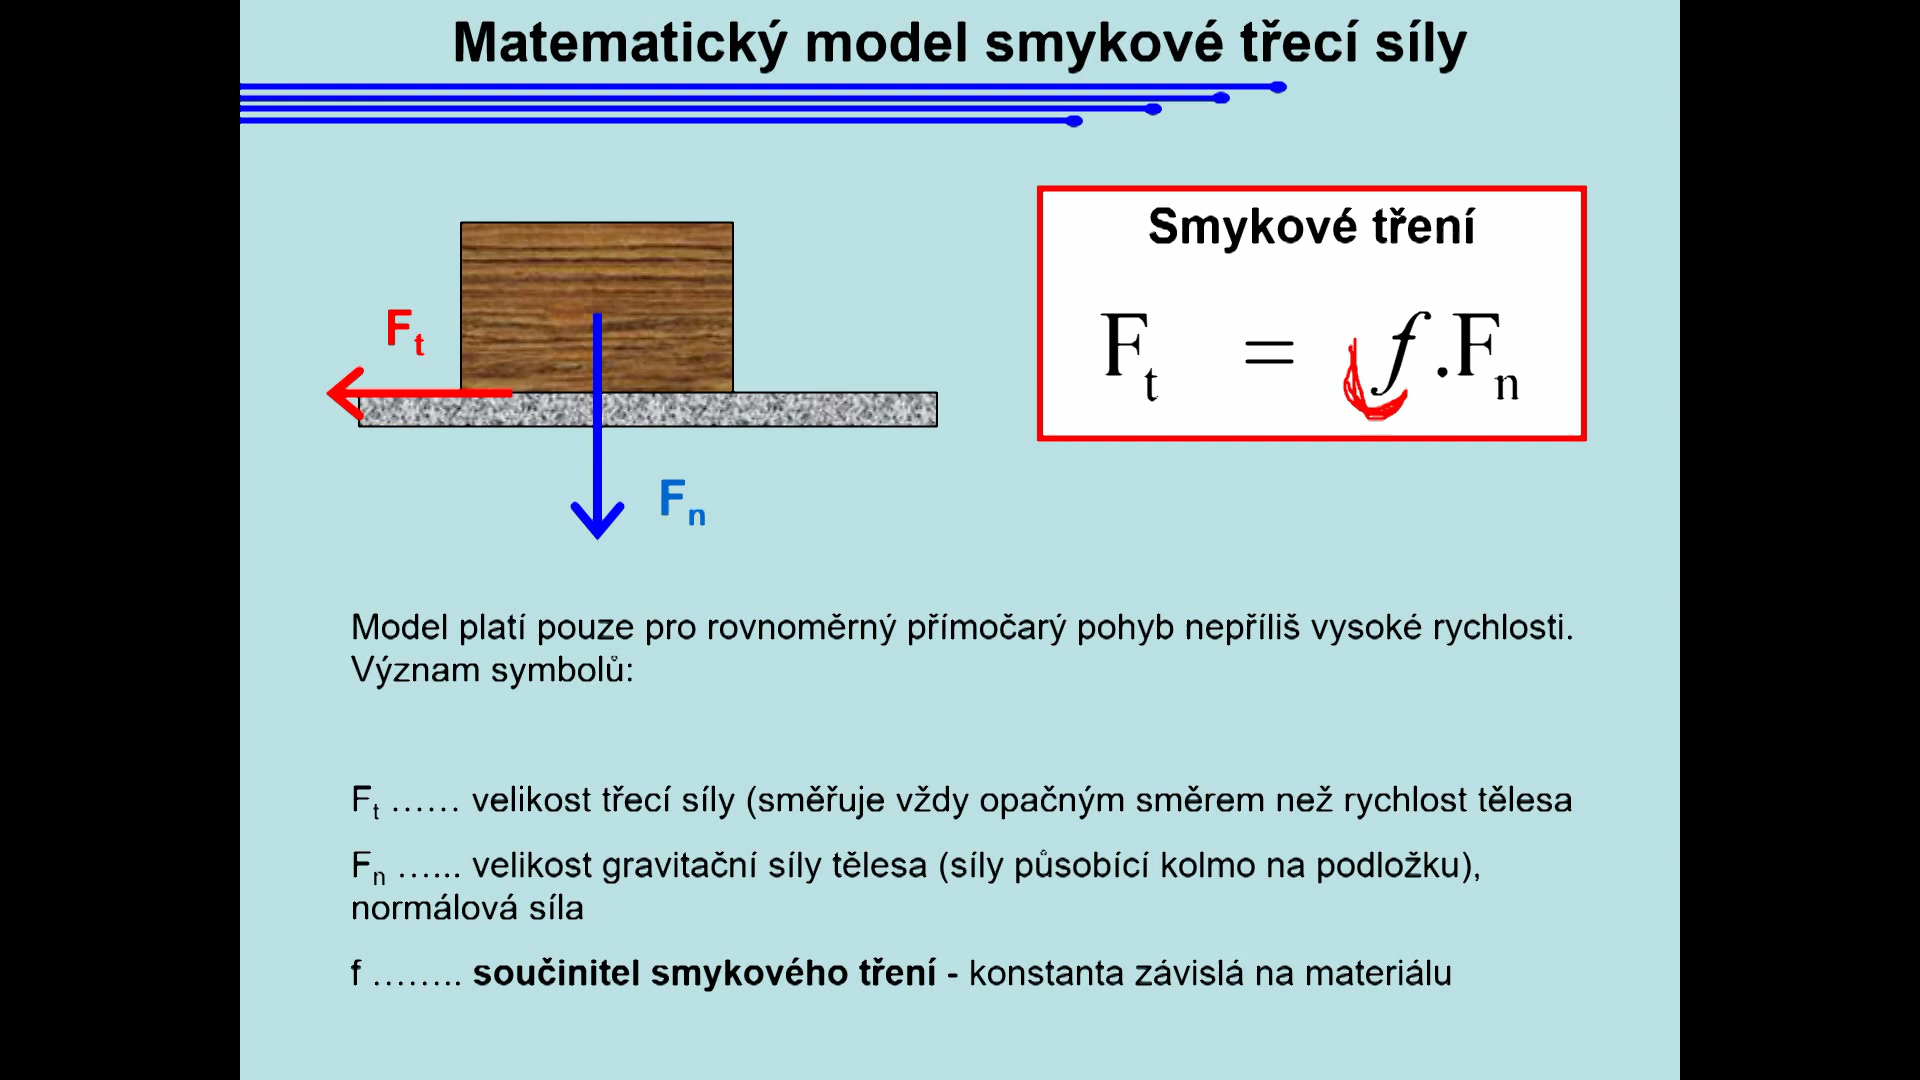 Matematický model smykové třecí síly
Smykové tření
Ft = f.Fn
Ft
Fn
Model platí pouze pro rovnoměrný přímočarý pohyb nepříliš vysoké rychlosti.
Význam symbolů:
Ft …… velikost třecí síly (směřuje vždy opačným směrem než rychlost tělesa
Fn …... velikost gravitační síly tělesa (síly působící kolmo na podložku),
normálová síla
f …….. součinitel smykového tření - konstanta závislá na materiálu